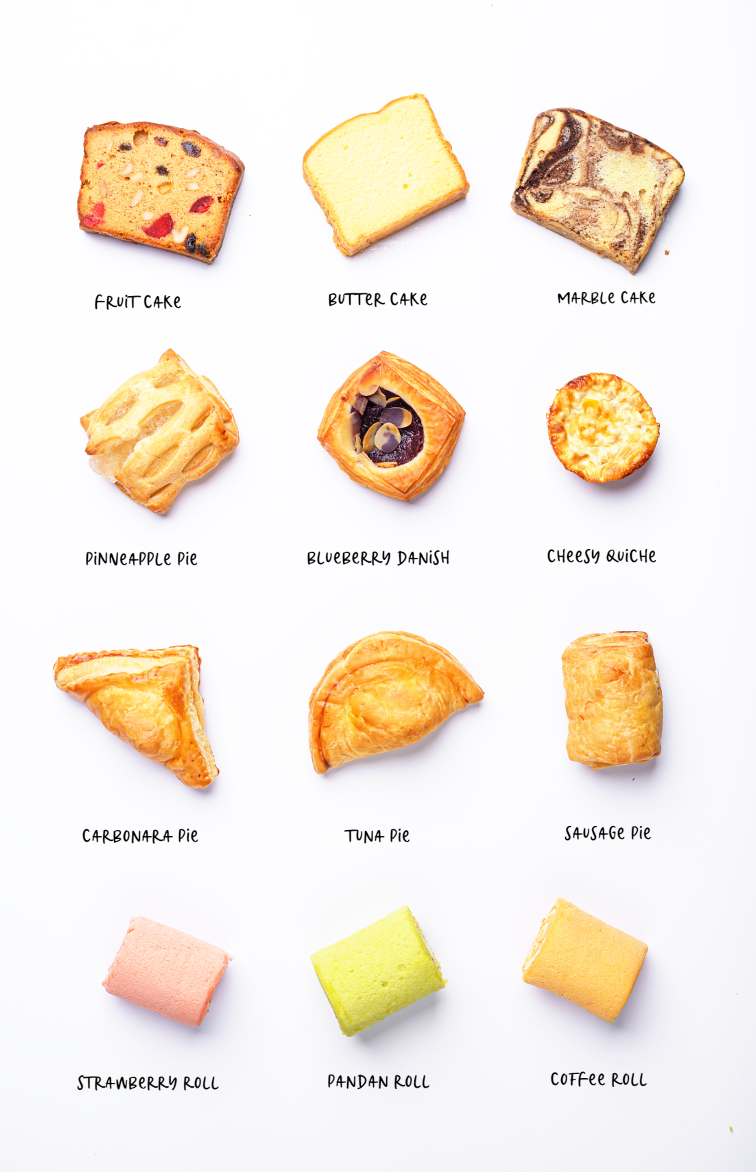 FRUIT CAKE
BUTTER CAKE
MARBLE CAKE
PINNEAPPLE PIE
BLUEBERRY DANISH
CHEESY QUICHE
CARBONARA PIE
TUNA PIE
SAUSAGE PIE
STRAWBERRY ROLL
PANDAN ROLL
COFFEE ROLL